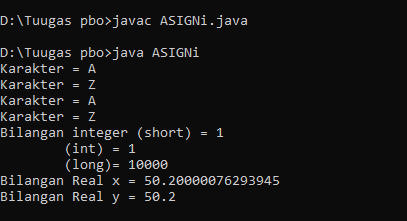 D:\Tuugas pbo>javac ASIGNi.java
D:\Tuugas pbo>java ASIGNi
Karakter = A
Karakter = Z
Karakter = A
Karakter = Z
Bilangan integer (short) = 1
        (int) = 1
        (long)= 10000
Bilangan Real x = 50.20000076293945
Bilangan Real y = 50.2